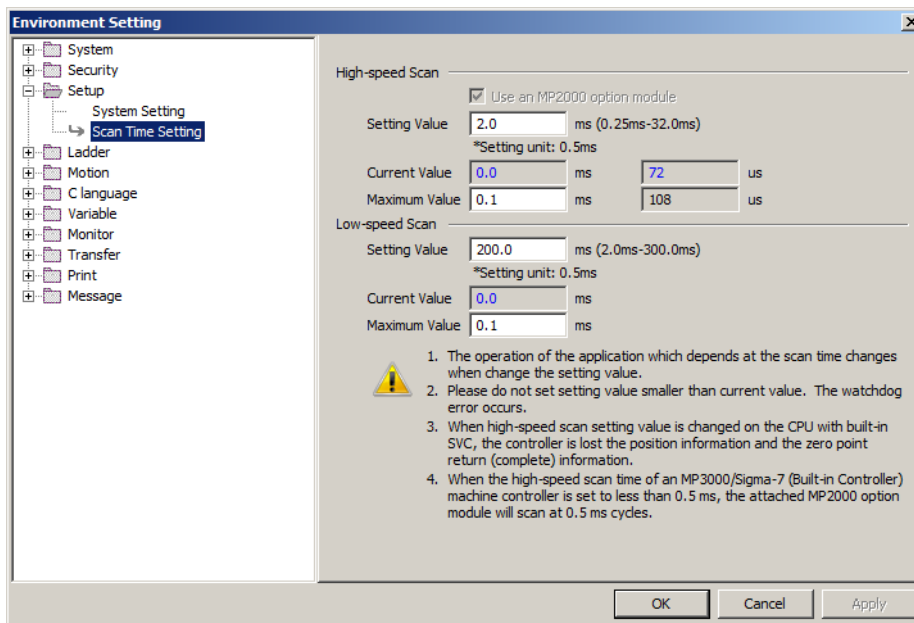 Environment Setting
System
Security
Setup
System Setting
Scan Time Setting
Ladder
Motion
C language
Variable
Monitor
Transfer
Print
Message
High-speed Scan
Use an MP2000 option module
Setting Value 2.0 ms (0.25ms-32.0ms)
*Setting unit: 0.5ms
Current Value 0.0 ms 72 us
Maximum Value 0.1 ms 108 us
Low-speed Scan
Setting Value 200.0 ms (2.0ms-300.0ms)
*Setting unit: 0.5ms
Current Value 0.0 ms
Maximum Value 0.1 ms
1. The operation of the application which depends at the scan time changes
when change the setting value.
2. Please do not set setting value smaller than current value. The watchdog
error occurs.
3. When high-speed scan setting value is changed on the CPU with built-in
SVC, the controller is lost the position information and the zero point
return (complete) information.
4. When the high-speed scan time of an MP3000/Sigma-7 (Built-in Controller)
machine controller is set to less than 0.5 ms, the attached MP2000 option
module will scan at 0.5 ms cycles.
OK Cancel Apply